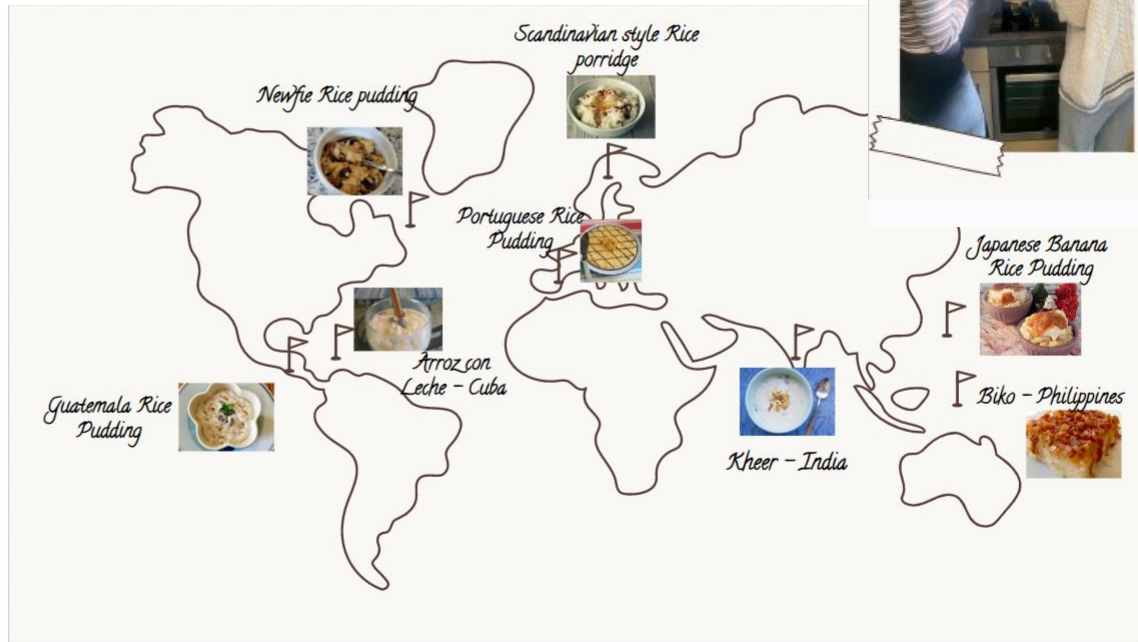 Scandinavian style Rice
porridge
Newfie Rice pudding
Portuguese Rice
Pudding
Japanese Banana
Rice Pudding
Arroz con
Leche – Cuba
Guatemala Rice
Pudding
Biko – Philippines
Kheer – India